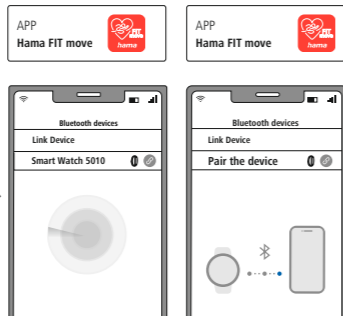 APP
Hama FIT move
FIT
move
hama
Bluetooth devices
Link Device
Smart Watch 5010
APP
Hama FIT move
FIT
move
hama
Bluetooth devices
Link Device
Pair the device